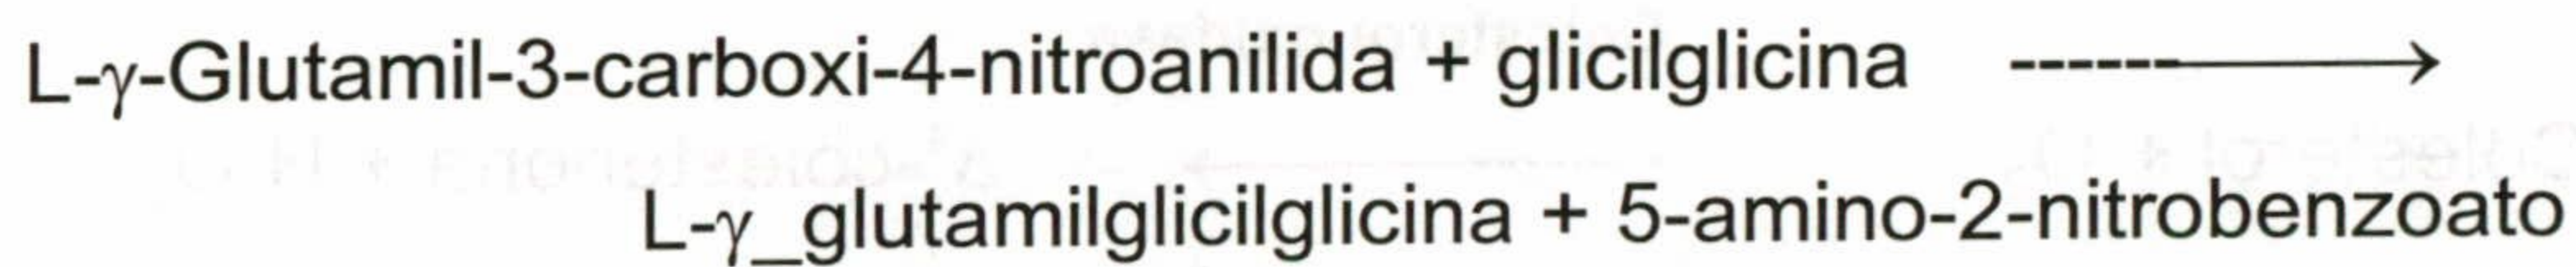 L-γ-Glutamil-3-carboxi-4-nitroanilida + glicilglicina ------→
L-γ_glutamilglicilglicina + 5-amino-2-nitrobenzoato